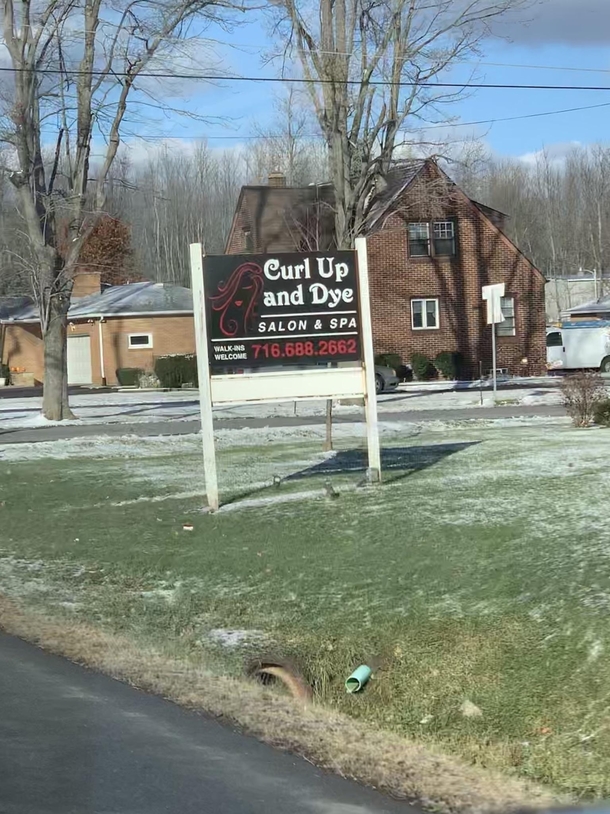 Curl Up
and Dye
SALON & SPA
WALK-INS
WELCOME 716.688.2662